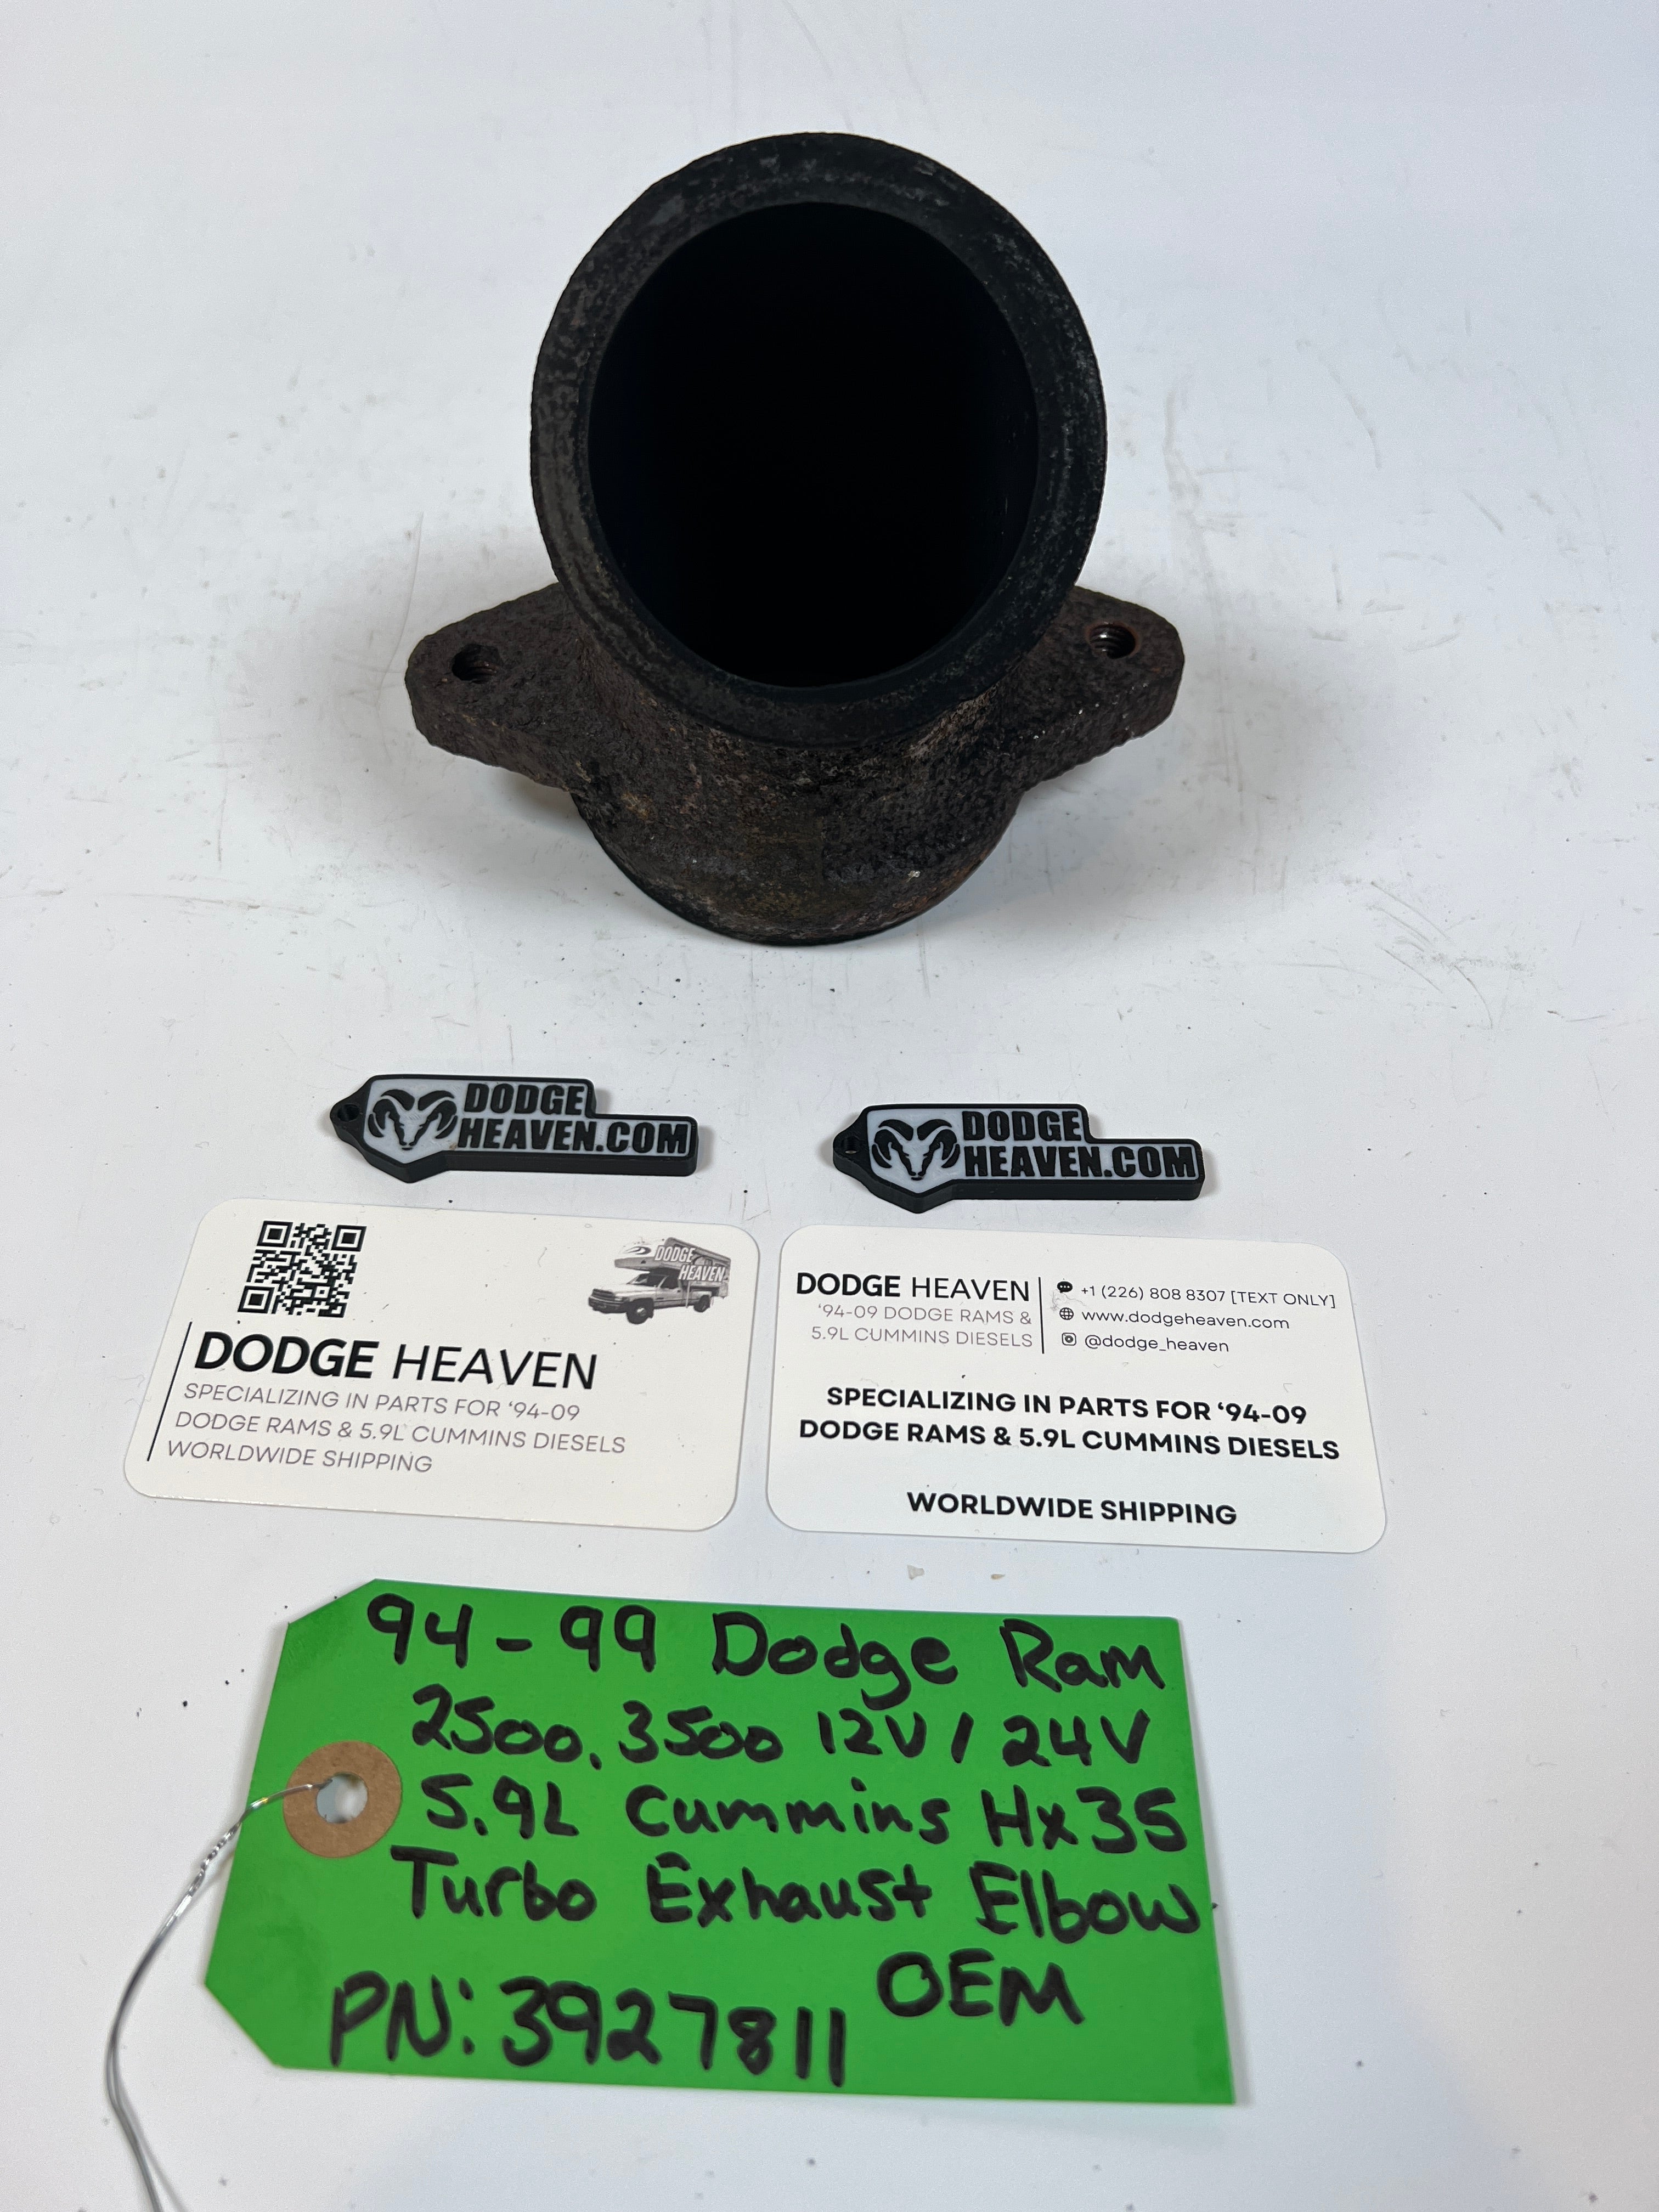 DODGE
HEAVEN.COM
DODGE
HEAVEN.COM
DODGE
HEAVEN
DODGE HEAVEN
SPECIALIZING IN PARTS FOR ‘94-09
DODGE RAMS & 5.9L CUMMINS DIESELS
WORLDWIDE SHIPPING
DODGE HEAVEN
‘94-09 DODGE RAMS &
5.9L CUMMINS DIESELS
+1 (226) 808 8307 [TEXT ONLY]
www.dodgeheaven.com
@dodge_heaven
SPECIALIZING IN PARTS FOR ‘94-09
DODGE RAMS & 5.9L CUMMINS DIESELS
WORLDWIDE SHIPPING
94-99 Dodge Ram
2500, 3500 12V / 24V
5.9L Cummins Hx35
Turbo Exhaust Elbow
OEM
PN: 3927811